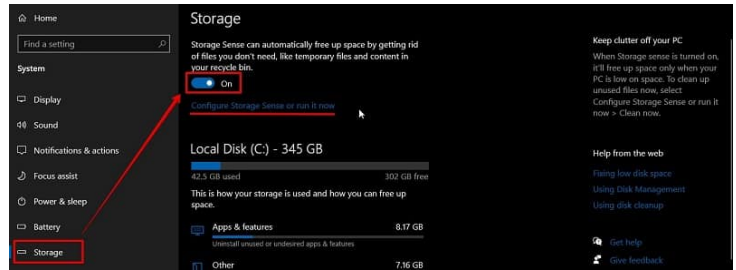 Home
Find a setting
System
Display
Sound
Notifications & actions
Focus assist
Power & sleep
Battery
Storage
Storage
Storage Sense can automatically free up space by getting rid
of files you don't need, like temporary files and content in
your recycle bin.
On
Configure Storage Sense or run it now
Local Disk (C:) - 345 GB
42.5 GB used
302 GB free
This is how your storage is used and how you can free up
space.
Apps & features
8.17 GB
Uninstall unused or undesired apps & features
Other
7.16 GB
Keep clutter off your PC
When Storage sense is turned on,
it'll free up space only when your
PC is low on space. To clean up
unused files now, select
Configure Storage Sense or run it
now > Clean now.
Help from the web
Fixing low disk space
Using Disk Management
Using disk cleanup
Get help
Give feedback